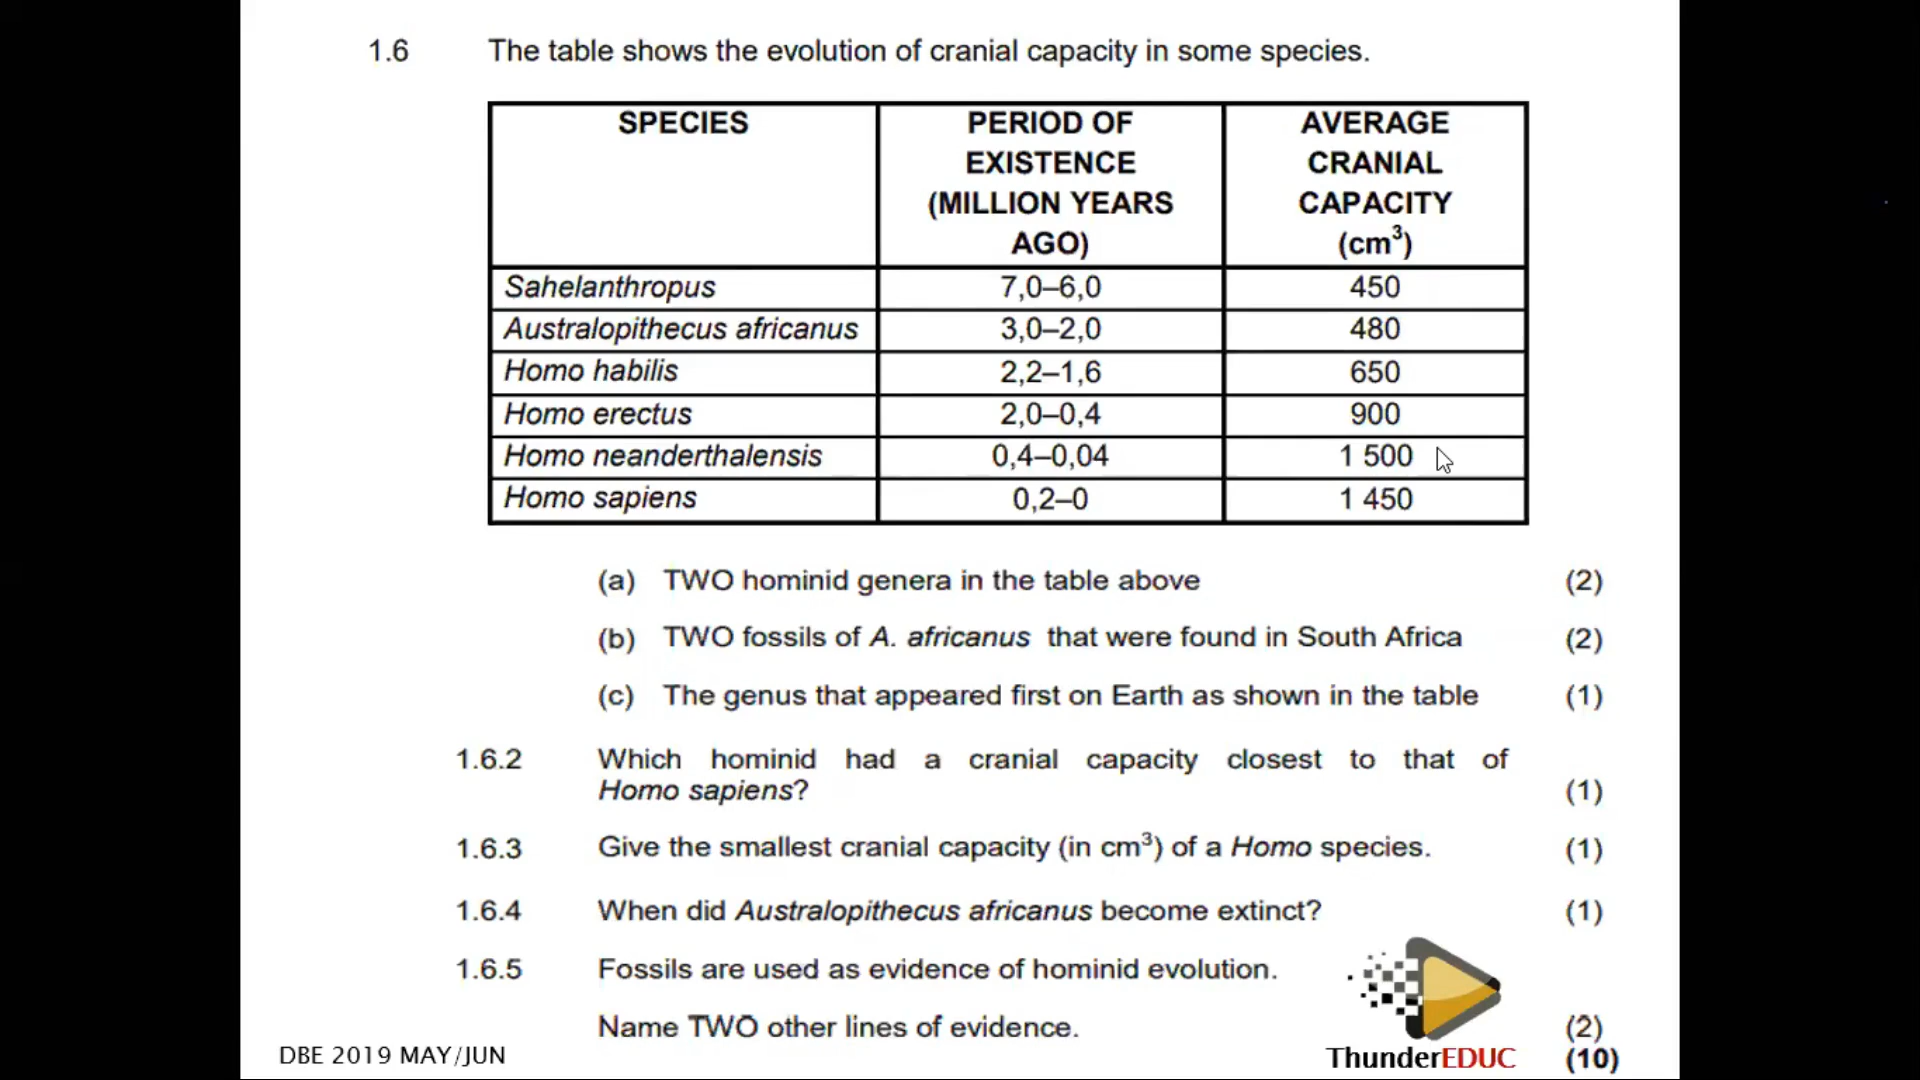 1.6 The table shows the evolution of cranial capacity in some species.
SPECIES PERIOD OF EXISTENCE (MILLION YEARS AGO) AVERAGE CRANIAL CAPACITY (cm³)
Sahelanthropus 7,0–6,0 450
Australopithecus africanus 3,0–2,0 480
Homo habilis 2,2–1,6 650
Homo erectus 2,0–0,4 900
Homo neanderthalensis 0,4–0,04 1 500
Homo sapiens 0,2–0 1 450
(a) TWO hominid genera in the table above (2)
(b) TWO fossils of A. africanus that were found in South Africa (2)
(c) The genus that appeared first on Earth as shown in the table (1)
1.6.2 Which hominid had a cranial capacity closest to that of
Homo sapiens? (1)
1.6.3 Give the smallest cranial capacity (in cm³) of a Homo species. (1)
1.6.4 When did Australopithecus africanus become extinct? (1)
1.6.5 Fossils are used as evidence of hominid evolution.
Name TWO other lines of evidence. (2)
DBE 2019 MAY/JUN
ThunderEDUC
(10)